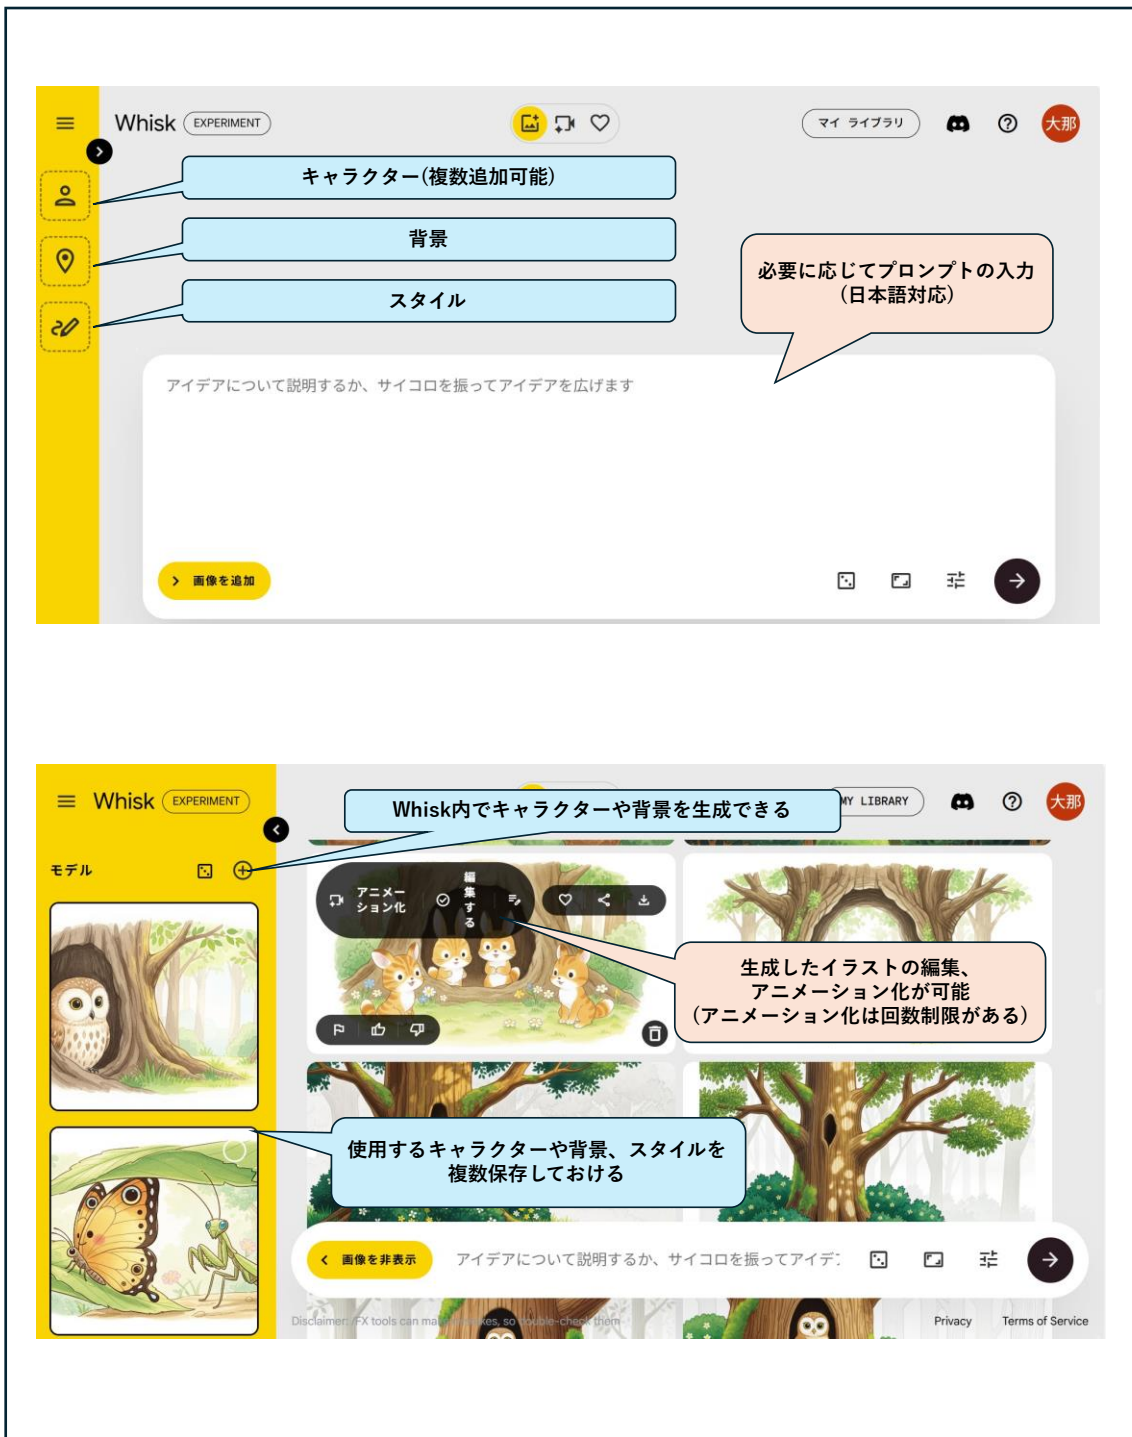 Whisk EXPERIMENT
マイ ライブラリ
大那
キャラクター(複数追加可能)
背景
スタイル
必要に応じてプロンプトの入力
(日本語対応)
アイデアについて説明するか、サイコロを振ってアイデアを広げます
画像を追加
Whisk EXPERIMENT
MY LIBRARY
大那
Whisk内でキャラクターや背景を生成できる
モデル
アニメー
ション化
編
集
す
る
生成したイラストの編集、
アニメーション化が可能
(アニメーション化は回数制限がある)
使用するキャラクターや背景、スタイルを
複数保存しておける
画像を非表示
アイデアについて説明するか、サイコロを振ってアイデ
Disclaimer: FX tools can make mistakes, so double-check them
Privacy
Terms of Service